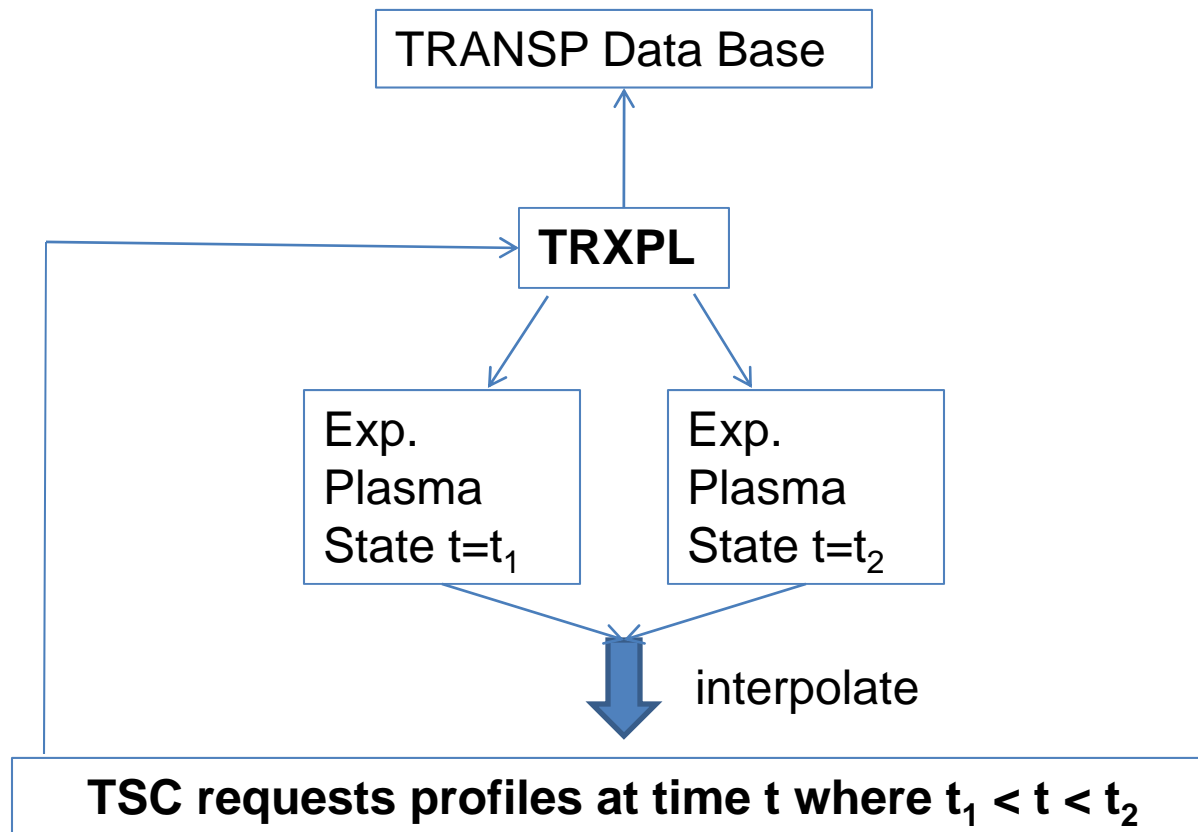 TRANSP Data Base
TRXPL
Exp.
Plasma
State t=t₁
Exp.
Plasma
State t=t₂
interpolate
TSC requests profiles at time t where t₁ < t < t₂